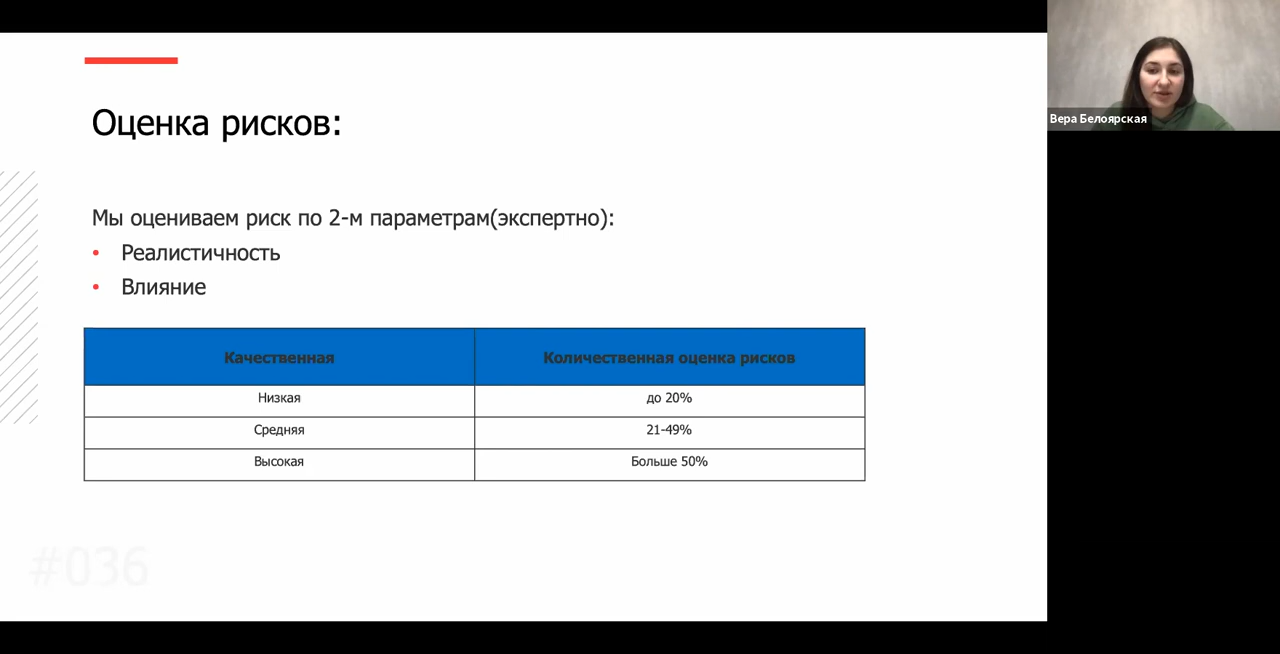 Оценка рисков:
Мы оцениваем риск по 2-м параметрам(экспертно):
• Реалистичность
• Влияние
Качественная Количественная оценка рисков
Низкая до 20%
Средняя 21-49%
Высокая Больше 50%
#036
Вера Белоярская